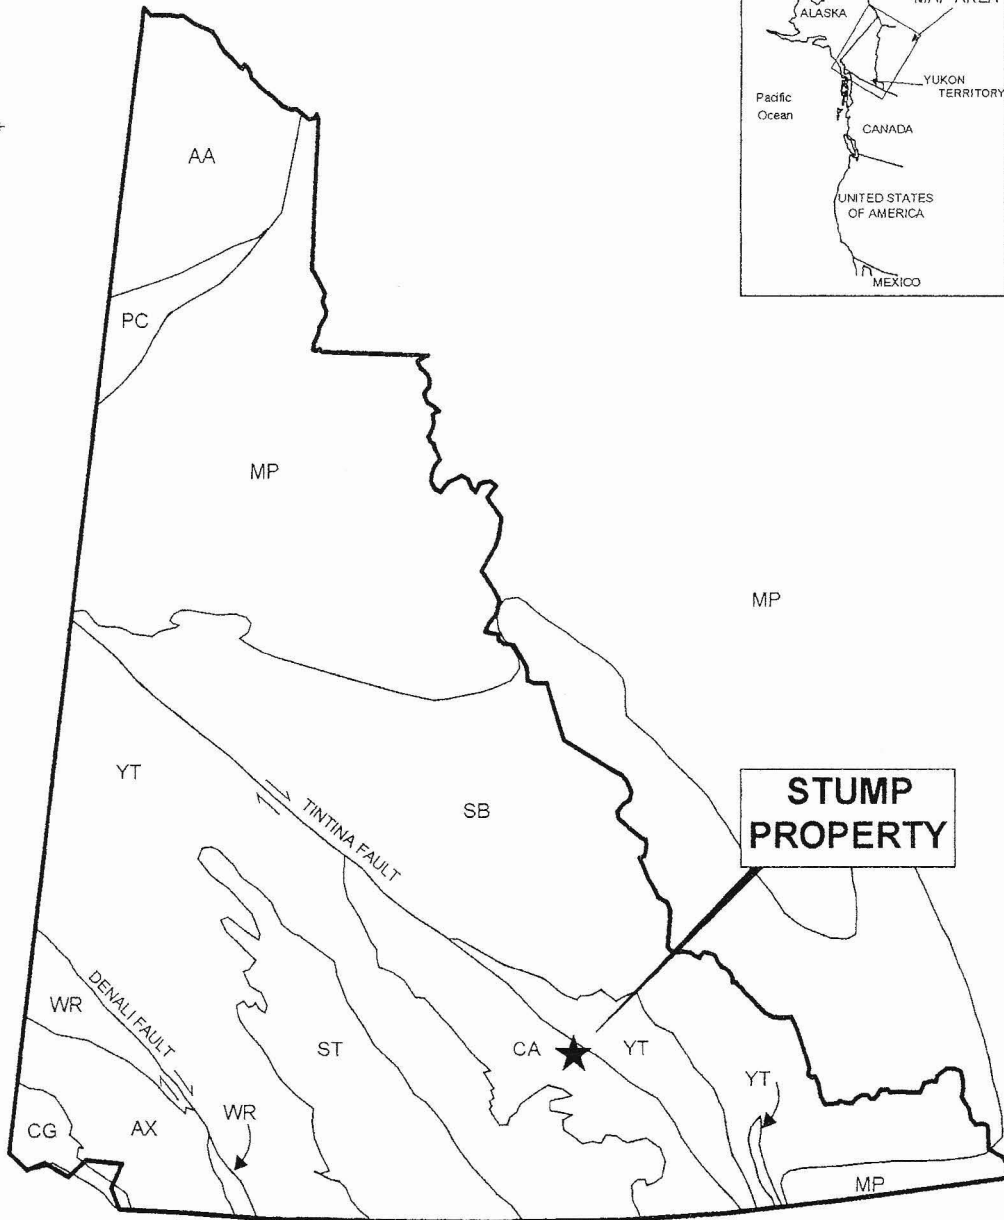 MAP AREA
ALASKA
YUKON
TERRITORY
Pacific
Ocean
CANADA
UNITED STATES
OF AMERICA
MEXICO
AA
PC
MP
MP
YT
TINTINA FAULT
SB
STUMP
PROPERTY
DENALI FAULT
WR
ST
CA
YT
YT
WR
CG
AX
MP